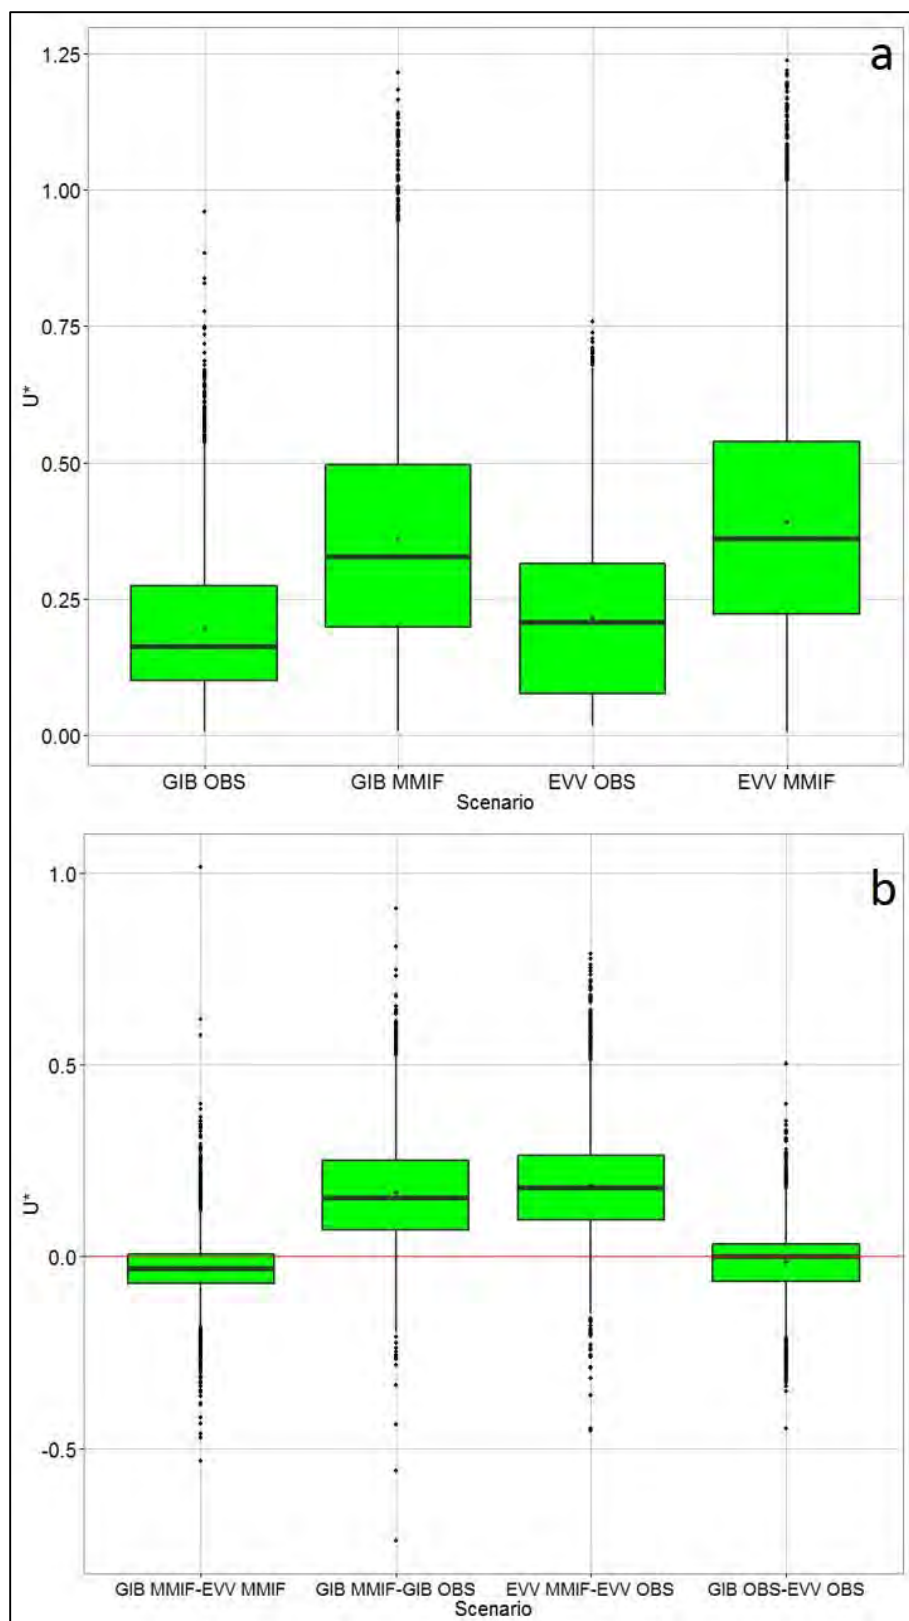 a
1.25
1.00
0.75
0.50
0.25
0.00
U*
GIB OBS GIB MMIF EVV OBS EVV MMIF
Scenario
b
1.0
0.5
0.0
-0.5
U*
GIB MMIF-EVV MMIF GIB MMIF-GIB OBS EVV MMIF-EVV OBS GIB OBS-EVV OBS
Scenario